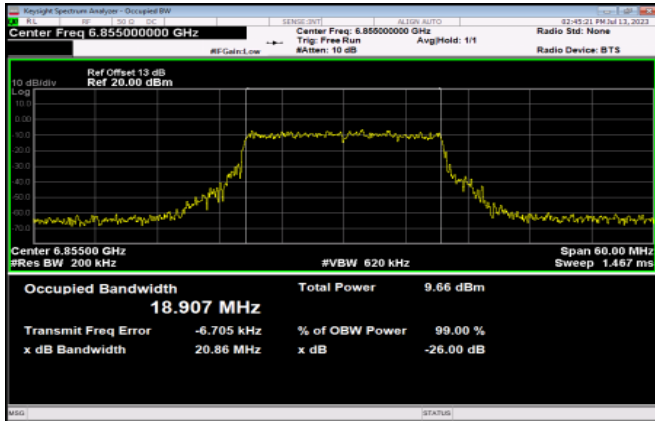 Keysight Spectrum Analyzer - Occupied BW
RL RF 50 Ω DC SENSE:INT ALIGN AUTO 02:45:21 PM Jul 13, 2023
Center Freq 6.855000000 GHz Center Freq: 6.855000000 GHz Radio Std: None
Trig: Free Run Avg|Hold: 1/1
#IFGain:Low #Atten: 10 dB Radio Device: BTS
Ref Offset 13 dB
10 dB/div Ref 20.00 dBm
Log
10.0
0.00
10.0
20.0
30.0
40.0
50.0
60.0
70.0
Center 6.85500 GHz Span 60.00 MHz
#Res BW 200 kHz #VBW 620 kHz Sweep 1.467 ms
Occupied Bandwidth Total Power 9.66 dBm
18.907 MHz
Transmit Freq Error -6.705 kHz % of OBW Power 99.00 %
x dB Bandwidth 20.86 MHz x dB -26.00 dB
MSG STATUS